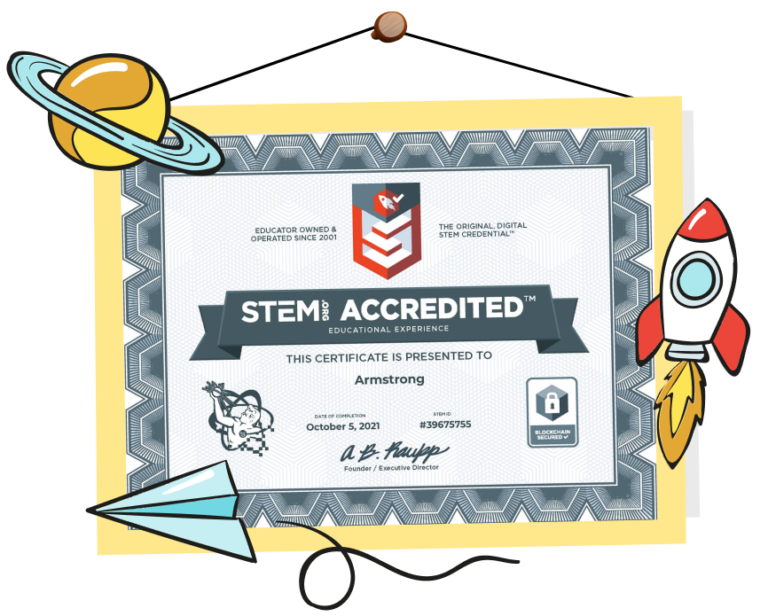 EDUCATOR OWNED &
OPERATED SINCE 2001
THE ORIGINAL, DIGITAL
STEM CREDENTIAL™
STEM.ORG ACCREDITED™
EDUCATIONAL EXPERIENCE
THIS CERTIFICATE IS PRESENTED TO
Armstrong
DATE OF COMPLETION
October 5, 2021
STEM ID
#39675755
A. B. Raupp
Founder / Executive Director
BLOCKCHAIN
SECURED